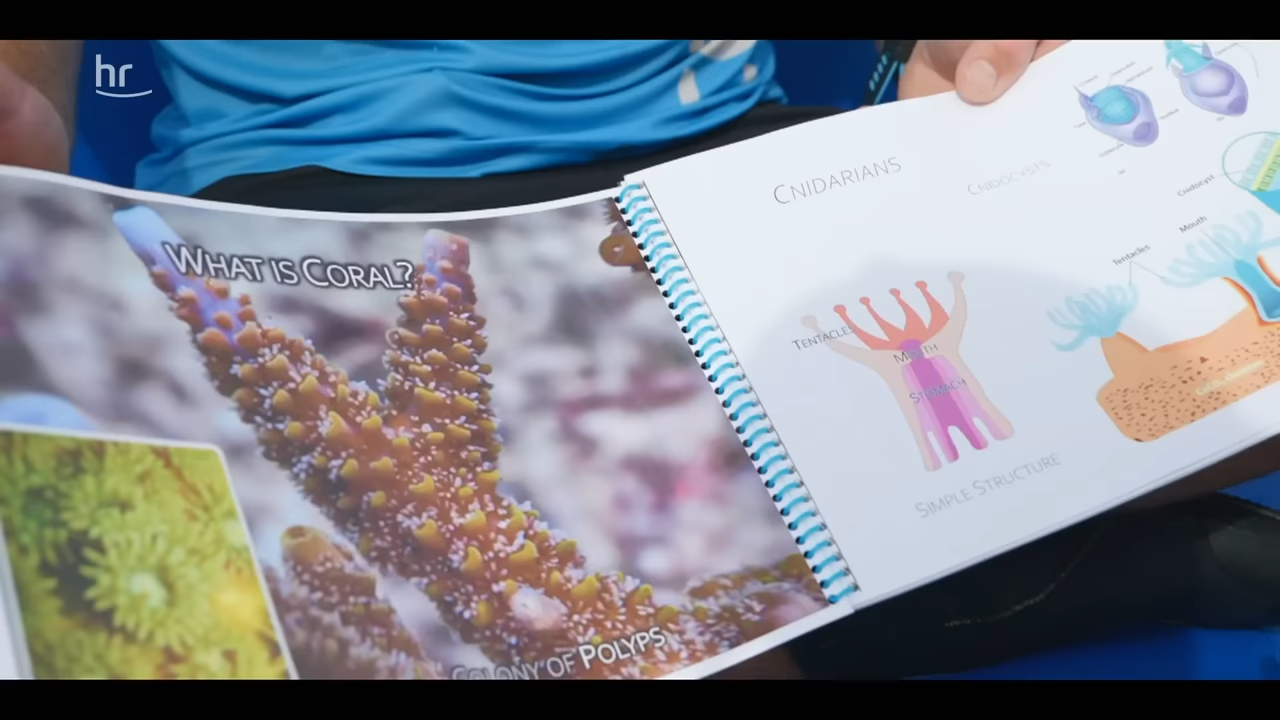 hr
WHAT IS CORAL?
COLONY OF POLYPS
CNIDARIANS
CNIDOCYSTS
TENTACLES
MOUTH
STOMACH
SIMPLE STRUCTURE
Cnidocyst
Mouth
Tentacles